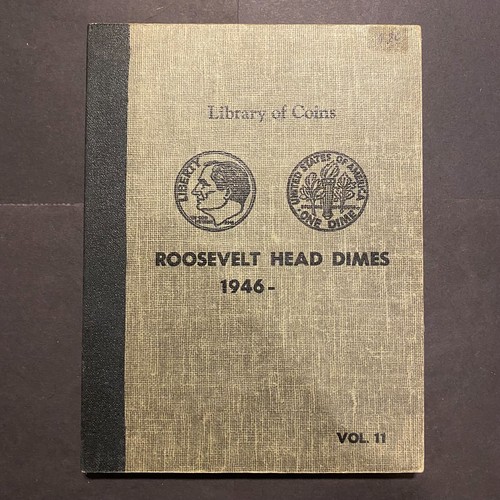 Library of Coins
LIBERTY
UNITED STATES OF AMERICA
ONE DIME
ROOSEVELT HEAD DIMES
1946-
VOL. 11